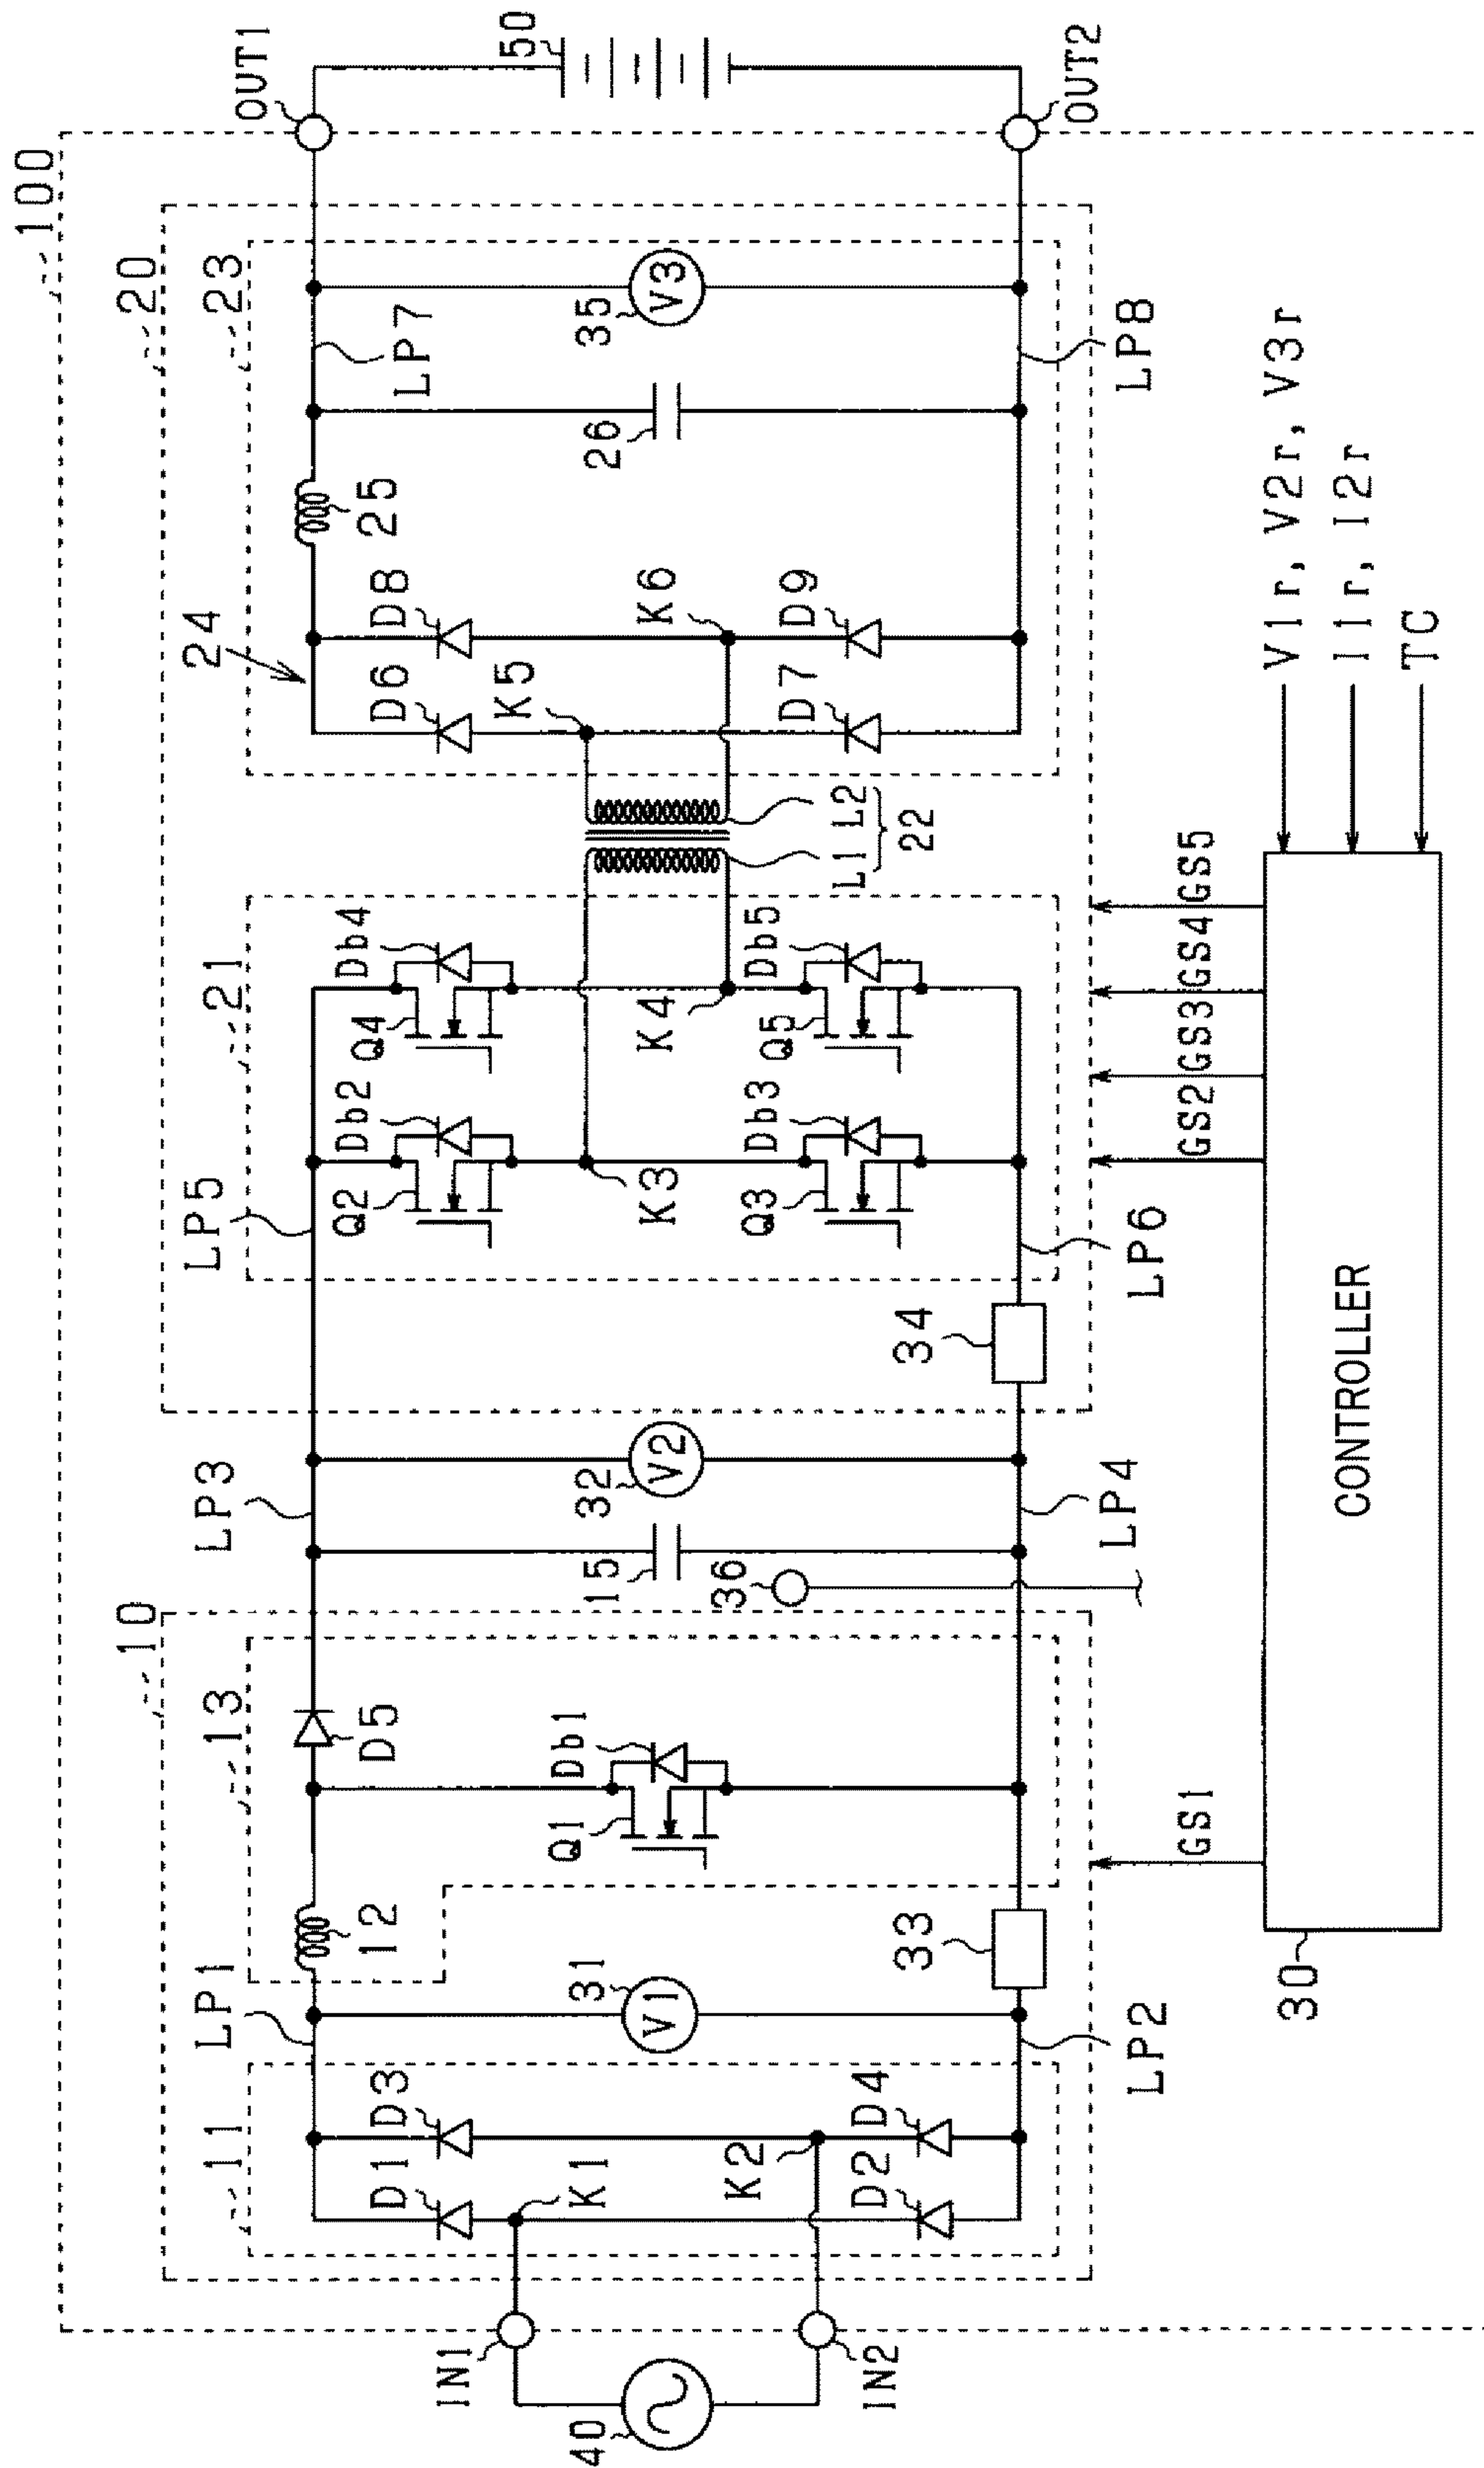 100
10
20
11
13
21
23
24
LP1
LP3
LP5
LP7
OUT1
12
D5
25
D1
D3
Q2
Db2
Q4
Db4
D6
D8
IN1
K1
Q1
Db1
K3
K5
50
40
31
V1
15
32
V2
26
35
V3
36
K2
K4
K6
L1
L2
22
IN2
D2
D4
33
34
Q3
Db3
Q5
Db5
D7
D9
OUT2
LP2
LP4
LP6
LP8
GS1
GS2
GS3
GS4
GS5
30
CONTROLLER
V1r, V2r, V3r
I1r, I2r
TC